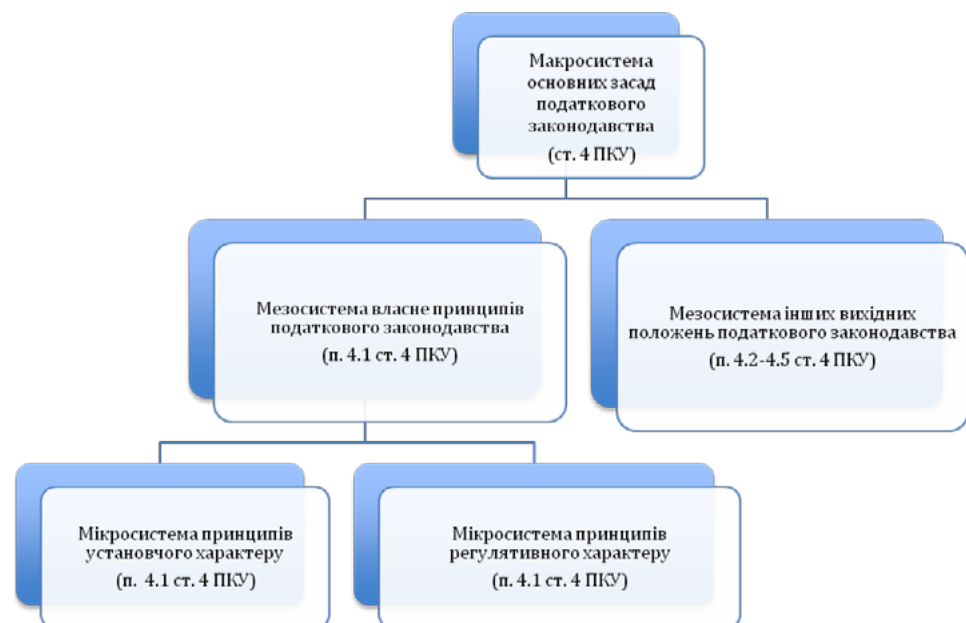 Макросистема
основних засад
податкового
законодавства
(ст. 4 ПКУ)
Мезосистема власне принципів
податкового законодавства
(п. 4.1 ст. 4 ПКУ)
Мезосистема інших вихідних
положень податкового законодавства
(п. 4.2-4.5 ст. 4 ПКУ)
Мікросистема принципів
установчого характеру
(п. 4.1 ст. 4 ПКУ)
Мікросистема принципів
регулятивного характеру
(п. 4.1 ст. 4 ПКУ)